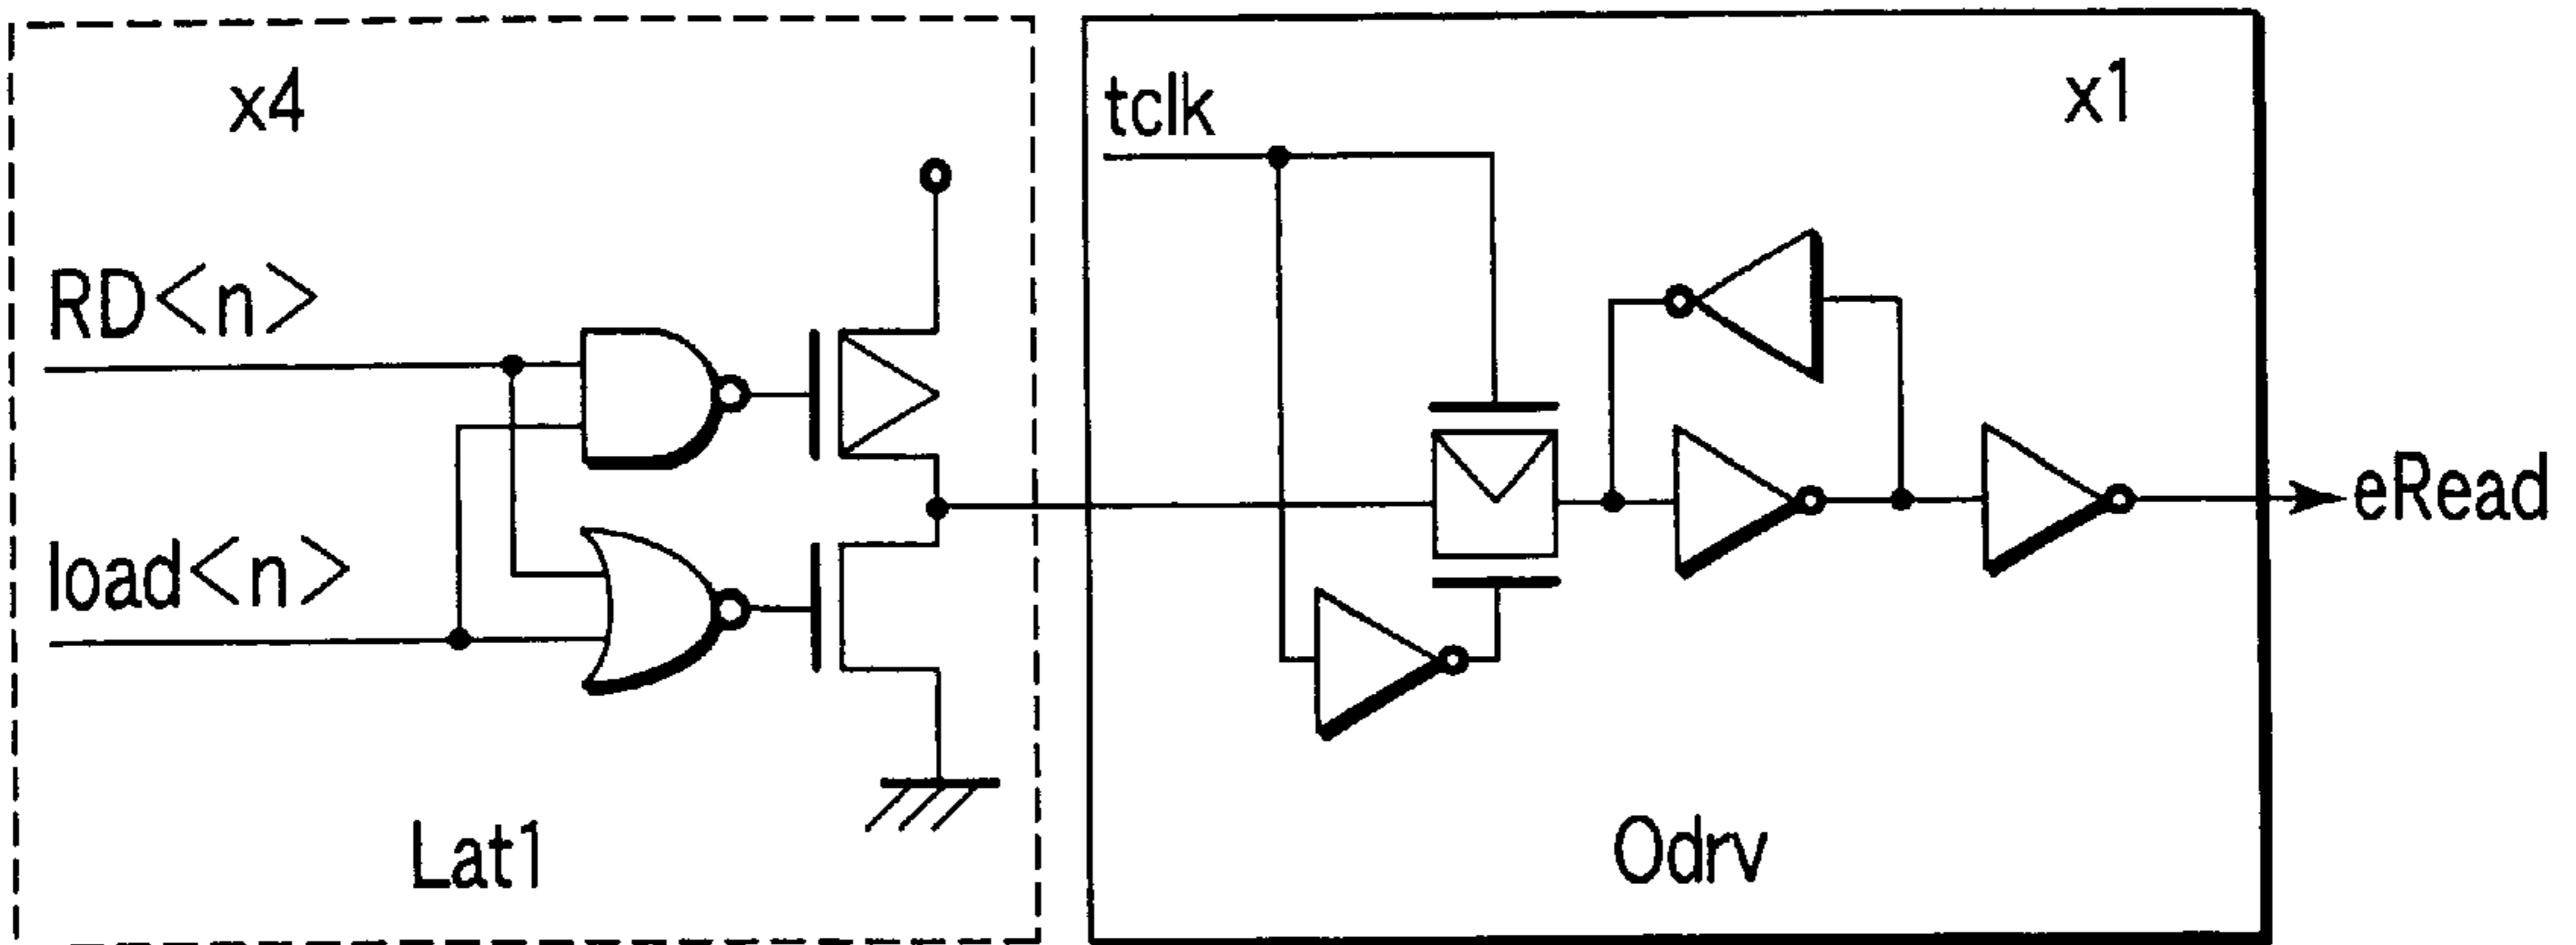 x4
RD<n>
load<n>
Lat1
tclk
x1
Odrv
eRead